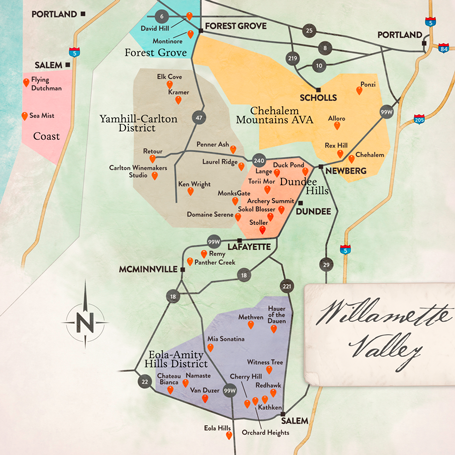 PORTLAND
6
David Hill
Montinore
FOREST GROVE
Forest Grove
25
8
219
10
PORTLAND
5
84
SALEM
5
Flying
Dutchman
Sea Mist
Coast
Elk Cove
Kramer
Yamhill-Carlton
District
47
SCHOLLS
Ponzi
Chehalem
Mountains AVA
Alloro
99W
205
Rex Hill
Chehalem
Penner Ash
Retour
Laurel Ridge
240
Duck Pond
Carlton Winemakers
Studio
Lange
NEWBERG
Torii Mor
Dundee
Hills
Ken Wright
MonksGate
Archery Summit
Sokol Blosser
DUNDEE
Domaine Serene
Stoller
99W
LAFAYETTE
5
Remy
Panther Creek
McMINNVILLE
29
18
18
221
Willamette
Valley
N
Methven
Hauer
of the
Dauen
Mia Sonatina
Eola-Amity
Hills District
Witness Tree
22
Chateau
Bianca
Namaste
Cherry Hill
Redhawk
Van Duzer
99W
Kathken
SALEM
Eola Hills
Orchard Heights